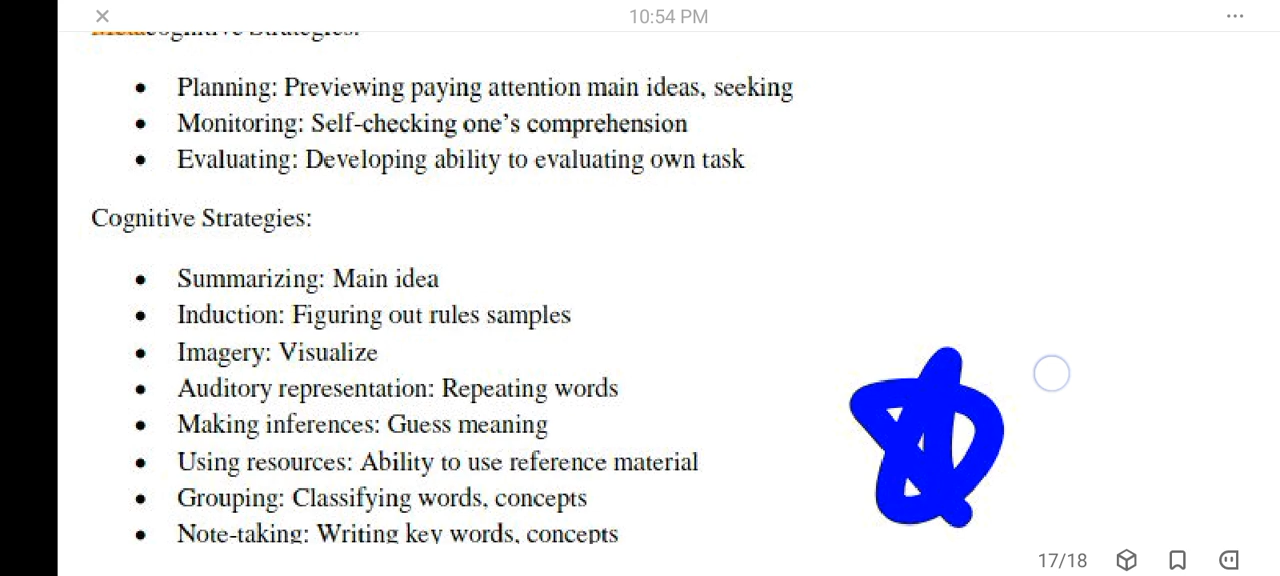 10:54 PM
Metacognitive Strategies:
• Planning: Previewing paying attention main ideas, seeking
• Monitoring: Self-checking one's comprehension
• Evaluating: Developing ability to evaluating own task
Cognitive Strategies:
• Summarizing: Main idea
• Induction: Figuring out rules samples
• Imagery: Visualize
• Auditory representation: Repeating words
• Making inferences: Guess meaning
• Using resources: Ability to use reference material
• Grouping: Classifying words, concepts
• Note-taking: Writing key words, concepts
17/18